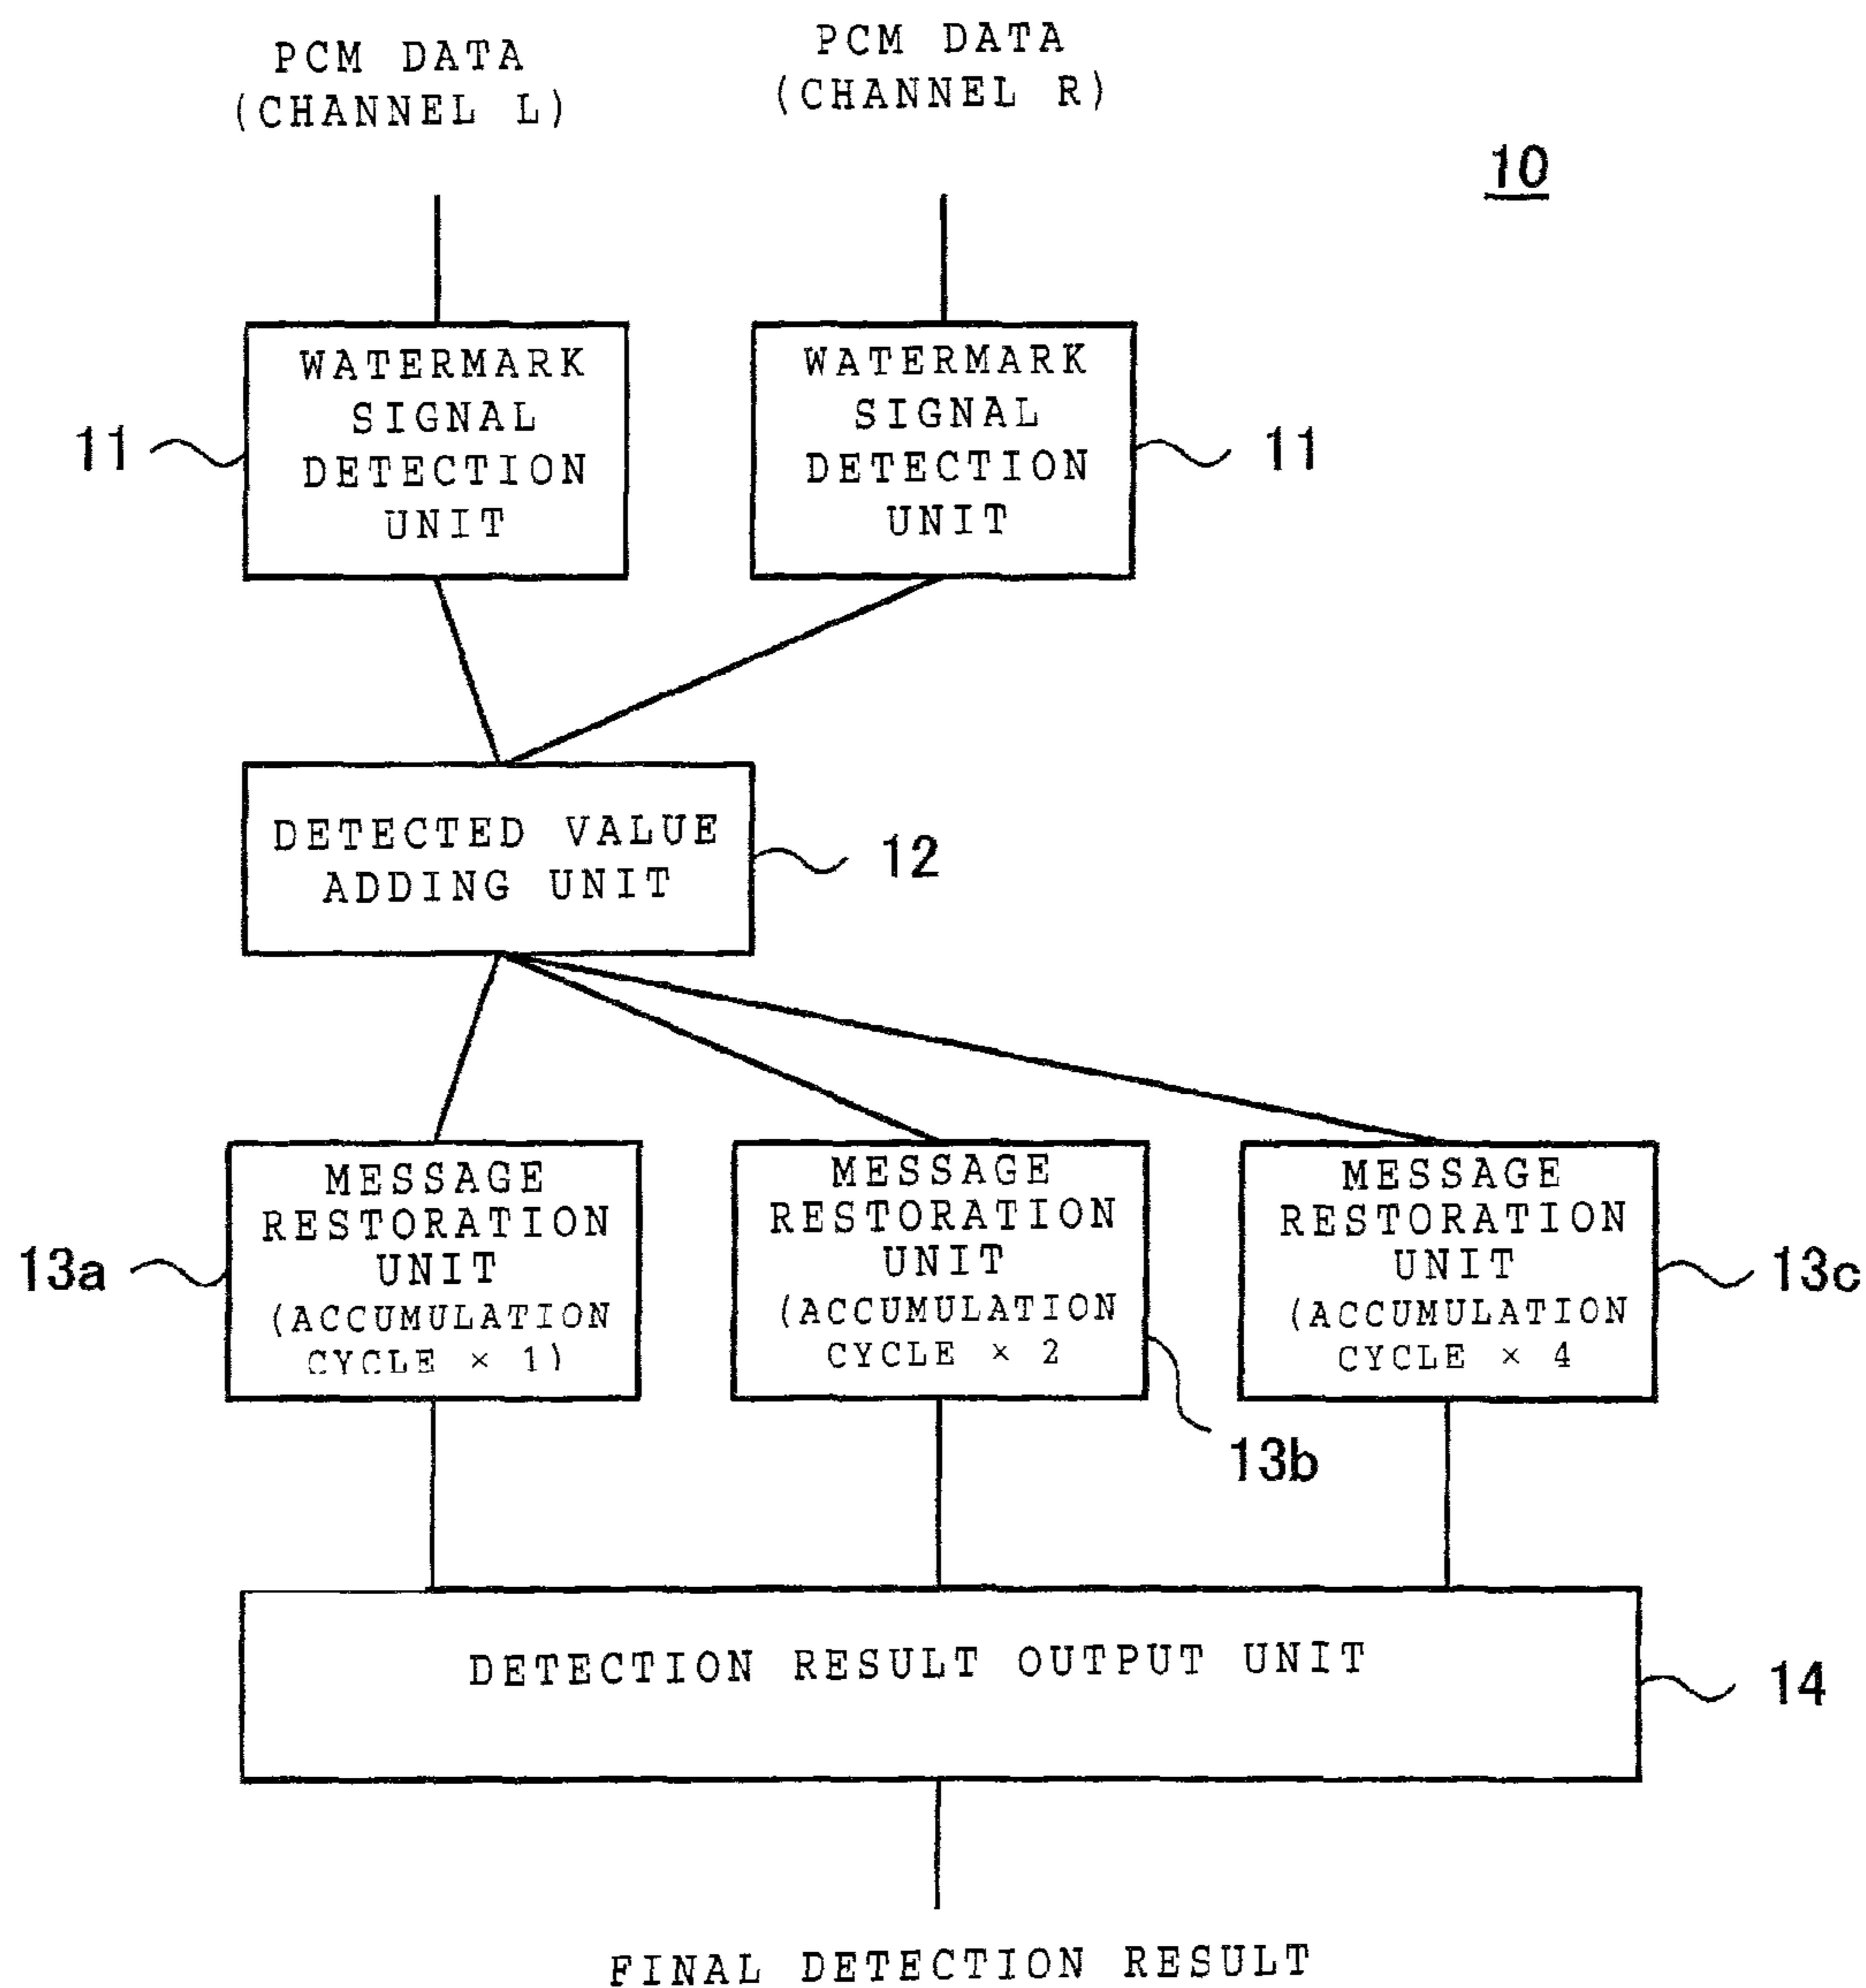 PCM DATA
(CHANNEL L)
PCM DATA
(CHANNEL R)
10
WATERMARK
SIGNAL
DETECTION
UNIT
11
WATERMARK
SIGNAL
DETECTION
UNIT
11
DETECTED VALUE
ADDING UNIT
12
MESSAGE
RESTORATION
UNIT
(ACCUMULATION
CYCLE × 1)
13a
MESSAGE
RESTORATION
UNIT
(ACCUMULATION
CYCLE × 2
13b
MESSAGE
RESTORATION
UNIT
(ACCUMULATION
CYCLE × 4
13c
DETECTION RESULT OUTPUT UNIT
14
FINAL DETECTION RESULT